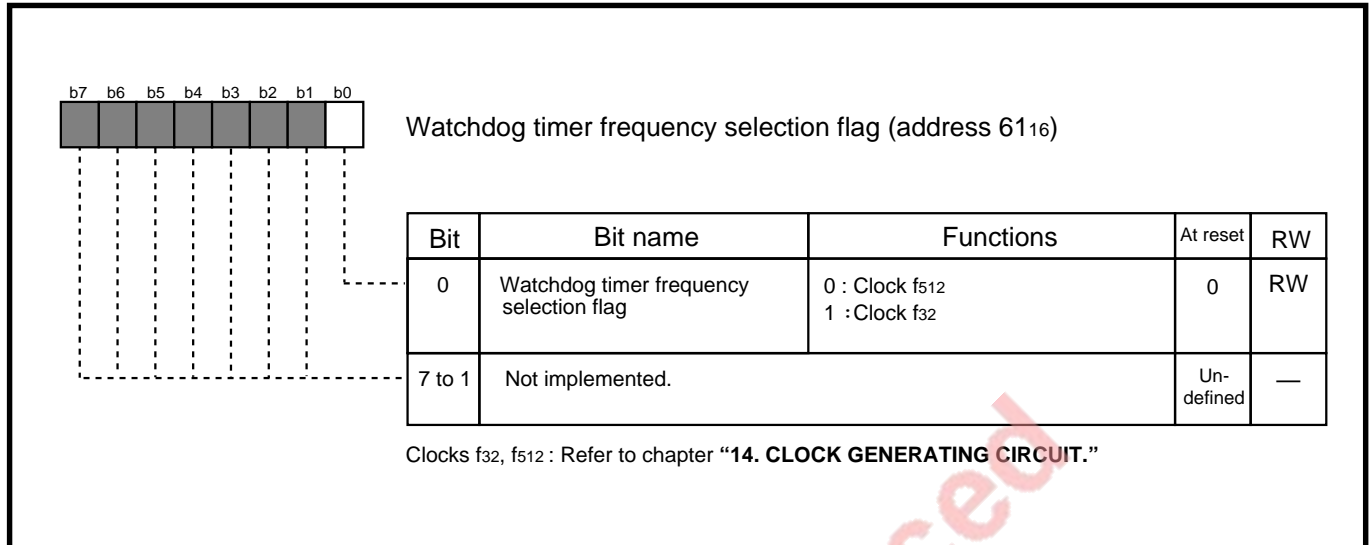 b7 b6 b5 b4 b3 b2 b1 b0
Watchdog timer frequency selection flag (address 6116)
Bit Bit name Functions At reset RW
0 Watchdog timer frequency selection flag 0 : Clock f512 0 RW
1 : Clock f32
7 to 1 Not implemented. Un-defined —
Clocks f32, f512 : Refer to chapter “14. CLOCK GENERATING CIRCUIT.”